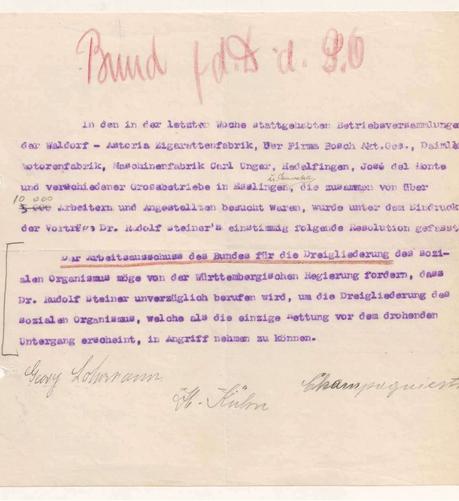 Bund f.d. D. d. S.O
In den in der letzten Woche stattgehabten Betriebsversammlungen
der Waldorf - Astoria Zigarettenfabrik, Der Firma Bosch Akt.Ges., Daimle
Motorenfabrik, Maschinenfabrik Carl Unger, Hedelfingen, José del Monte
und verschiedener Grossbetriebe in Esslingen, die zusammen von über
10 000
5 000 Arbeitern und Angestellten besucht waren, wurde unter dem Eindruck
der Vorträge Dr. Rudolf Steiner's einstimmig folgende Resolution gefasst
Der Arbeitsausschuss des Bundes für die Dreigliederung des sozi-
alen Organismus möge von der Württembergischen Regierung fordern, dass
Dr. Rudolf Steiner unverzüglich berufen wird, um die Dreigliederung des
sozialen Organismus, welche als die einzige Rettung vor dem drohenden
Untergang erscheint, in Angriff nehmen zu können.
Georg Lohrmann
H. Kühn